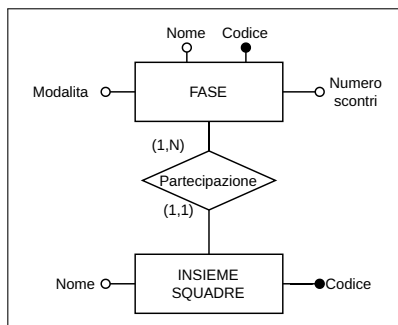 Nome
Codice
Modalita
FASE
Numero
scontri
(1,N)
Partecipazione
(1,1)
Nome
INSIEME
SQUADRE
Codice